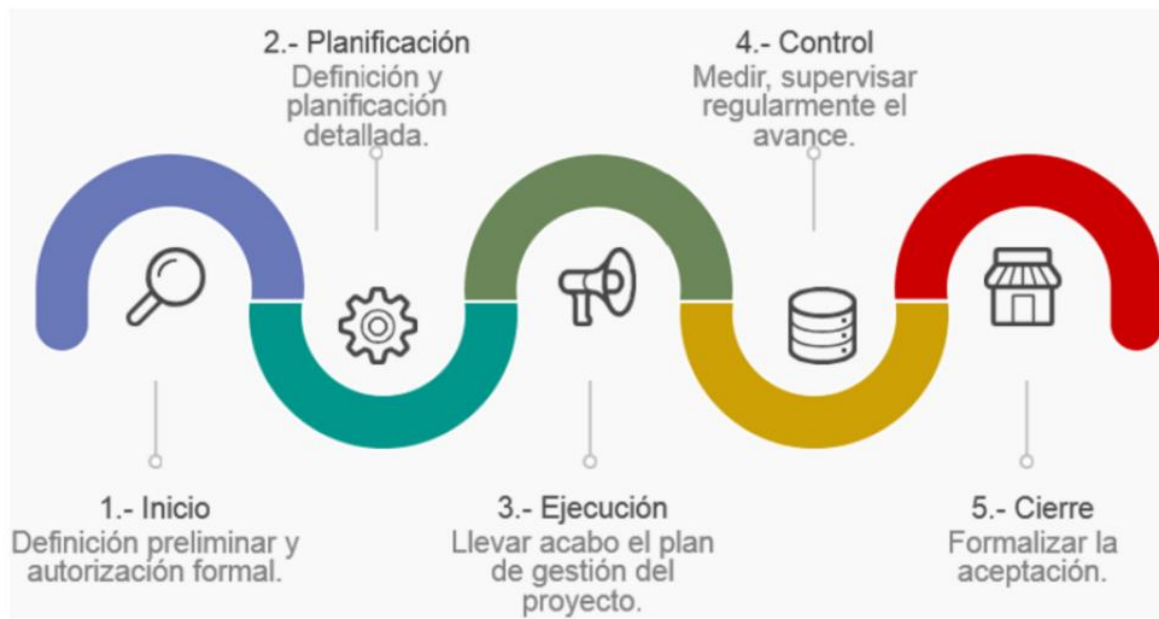 1.- Inicio
Definición preliminar y
autorización formal.
2.- Planificación
Definición y
planificación
detallada.
3.- Ejecución
Llevar acabo el plan
de gestión del
proyecto.
4.- Control
Medir, supervisar
regularmente el
avance.
5.- Cierre
Formalizar la
aceptación.